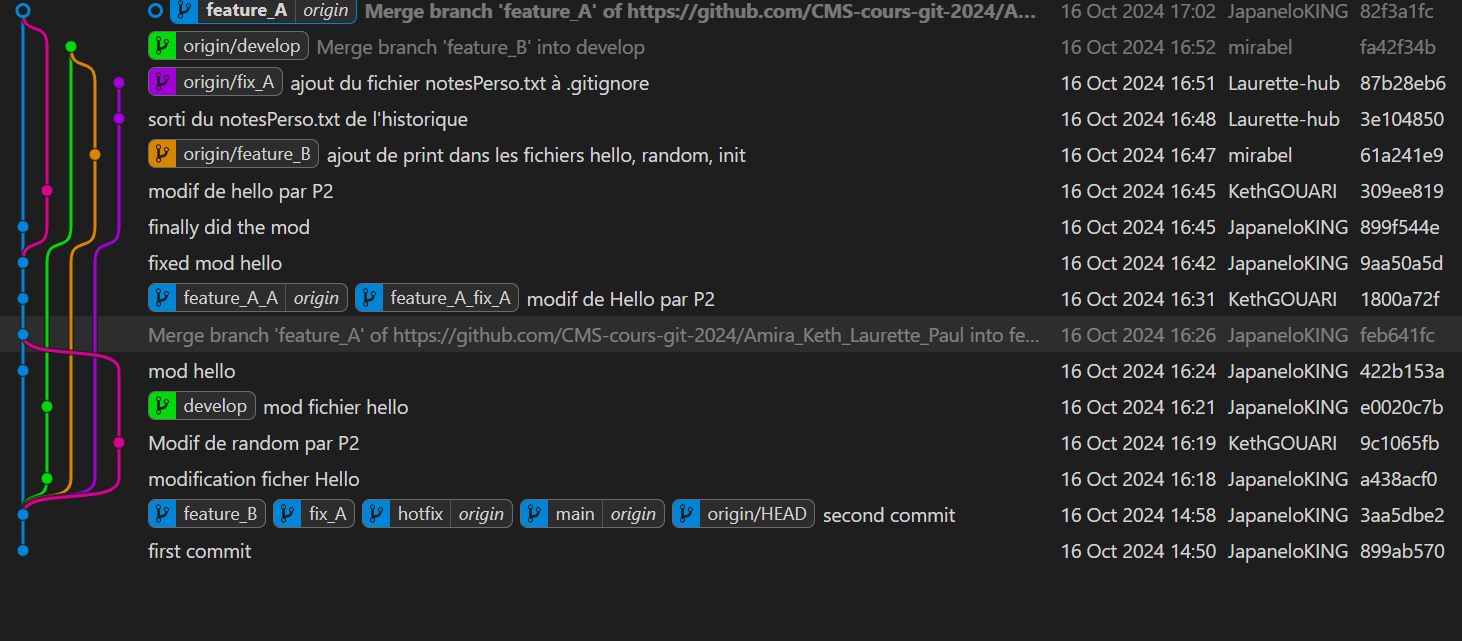 feature_A origin Merge branch 'feature_A' of https://github.com/CMS-cours-git-2024/A... 16 Oct 2024 17:02 JapaneloKING 82f3a1fc
origin/develop Merge branch 'feature_B' into develop 16 Oct 2024 16:52 mirabel fa42f34b
origin/fix_A ajout du fichier notesPerso.txt à .gitignore 16 Oct 2024 16:51 Laurette-hub 87b28eb6
sorti du notesPerso.txt de l'historique 16 Oct 2024 16:48 Laurette-hub 3e104850
origin/feature_B ajout de print dans les fichiers hello, random, init 16 Oct 2024 16:47 mirabel 61a241e9
modif de hello par P2 16 Oct 2024 16:45 KethGOUARI 309ee819
finally did the mod 16 Oct 2024 16:45 JapaneloKING 899f544e
fixed mod hello 16 Oct 2024 16:42 JapaneloKING 9aa50a5d
feature_A_A origin feature_A_fix_A modif de Hello par P2 16 Oct 2024 16:31 KethGOUARI 1800a72f
Merge branch 'feature_A' of https://github.com/CMS-cours-git-2024/Amira_Keth_Laurette_Paul into fe... 16 Oct 2024 16:26 JapaneloKING feb641fc
mod hello 16 Oct 2024 16:24 JapaneloKING 422b153a
develop mod fichier hello 16 Oct 2024 16:21 JapaneloKING e0020c7b
Modif de random par P2 16 Oct 2024 16:19 KethGOUARI 9c1065fb
modification ficher Hello 16 Oct 2024 16:18 JapaneloKING a438acf0
feature_B fix_A hotfix origin main origin origin/HEAD second commit 16 Oct 2024 14:58 JapaneloKING 3aa5dbe2
first commit 16 Oct 2024 14:50 JapaneloKING 899ab570